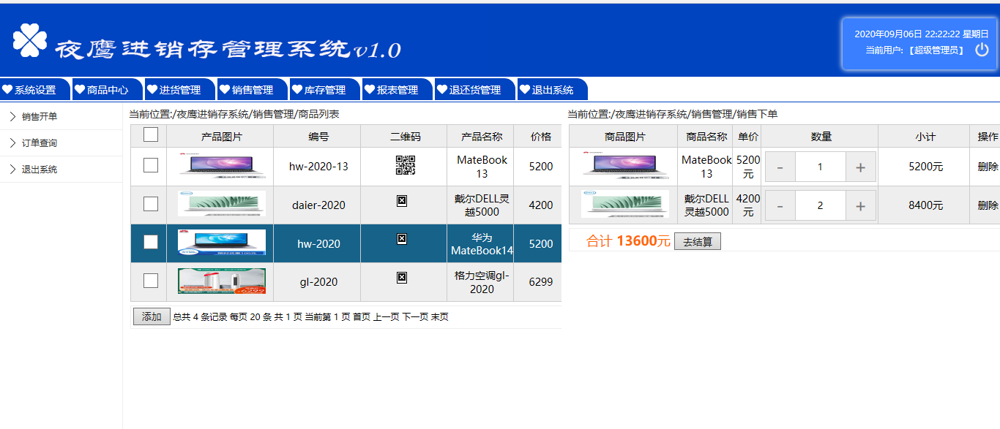 夜鹰进销存管理系统v1.0
2020年09月06日 22:22:22 星期日
当前用户:【超级管理员】
系统设置 商品中心 进货管理 销售管理 库存管理 报表管理 退还货管理 退出系统
销售开单
订单查询
退出系统
当前位置:/夜鹰进销存系统/销售管理/商品列表
产品图片 编号 二维码 产品名称 价格
hw-2020-13 MateBook 5200
13
daier-2020 戴尔DELL灵 4200
越5000
hw-2020 华为 5200
MateBook14
gl-2020 格力空调gl- 6299
2020
添加 总共 4 条记录 每页 20 条 共 1 页 当前第 1 页 首页 上一页 下一页 末页
当前位置:/夜鹰进销存系统/销售管理/销售下单
商品图片 商品名称 单价 数量 小计 操作
MateBook 5200 - 1 + 5200元 删除
13 元
戴尔DELL 4200 - 2 + 8400元 删除
灵越5000 元
合计 13600元 去结算